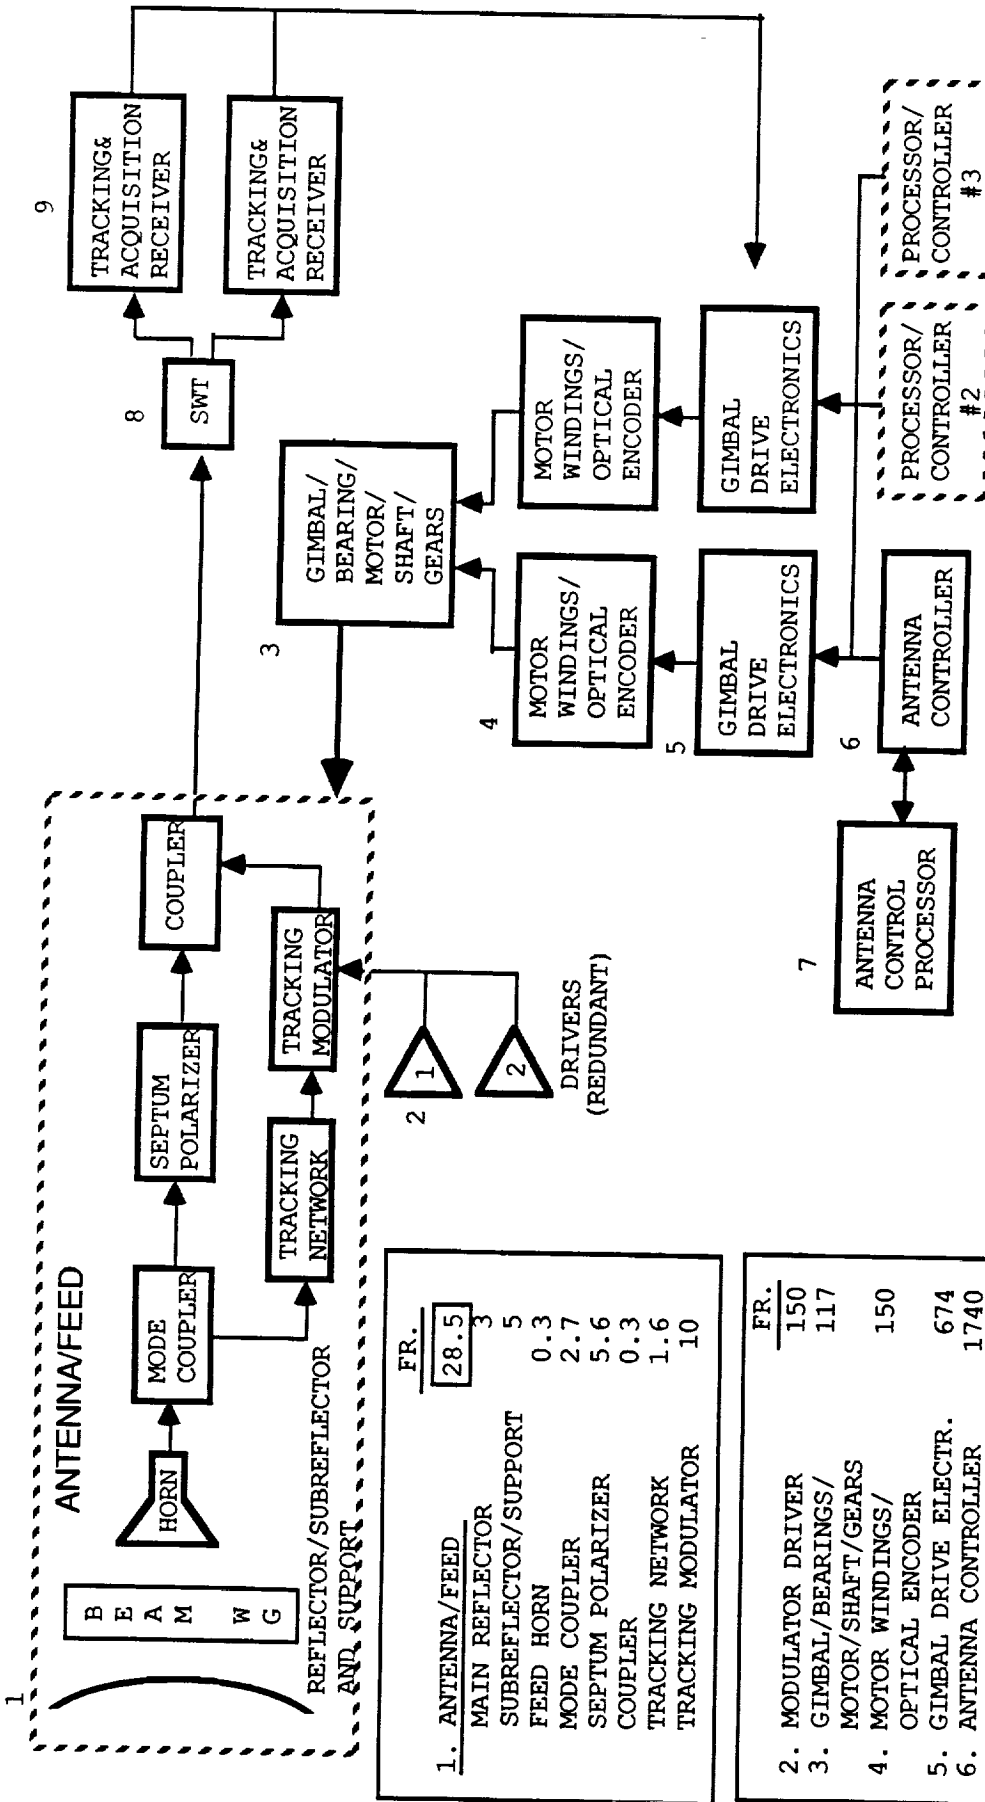 1
ANTENNA/FEED
B
E
A
M
W
G
HORN
MODE
COUPLER
SEPTUM
POLARIZER
COUPLER
TRACKING
NETWORK
TRACKING
MODULATOR
REFLECTOR/SUBREFLECTOR
AND SUPPORT
2
1
2
DRIVERS
(REDUNDANT)
8
SWT
9
TRACKING&
ACQUISITION
RECEIVER
TRACKING&
ACQUISITION
RECEIVER
3
GIMBAL/
BEARING/
MOTOR/
SHAFT/
GEARS
4
MOTOR
WINDINGS/
OPTICAL
ENCODER
MOTOR
WINDINGS/
OPTICAL
ENCODER
5
GIMBAL
DRIVE
ELECTRONICS
GIMBAL
DRIVE
ELECTRONICS
6
ANTENNA
CONTROLLER
PROCESSOR/
CONTROLLER
#2
PROCESSOR/
CONTROLLER
#3
7
ANTENNA
CONTROL
PROCESSOR
FR.
1. ANTENNA/FEED 28.5
MAIN REFLECTOR 3
SUBREFLECTOR/SUPPORT 5
FEED HORN 0.3
MODE COUPLER 2.7
SEPTUM POLARIZER 5.6
COUPLER 0.3
TRACKING NETWORK 1.6
TRACKING MODULATOR 10
FR.
2. MODULATOR DRIVER 150
3. GIMBAL/BEARINGS/ 117
MOTOR/SHAFT/GEARS
4. MOTOR WINDINGS/ 150
OPTICAL ENCODER
5. GIMBAL DRIVE ELECTR. 674
6. ANTENNA CONTROLLER 1740